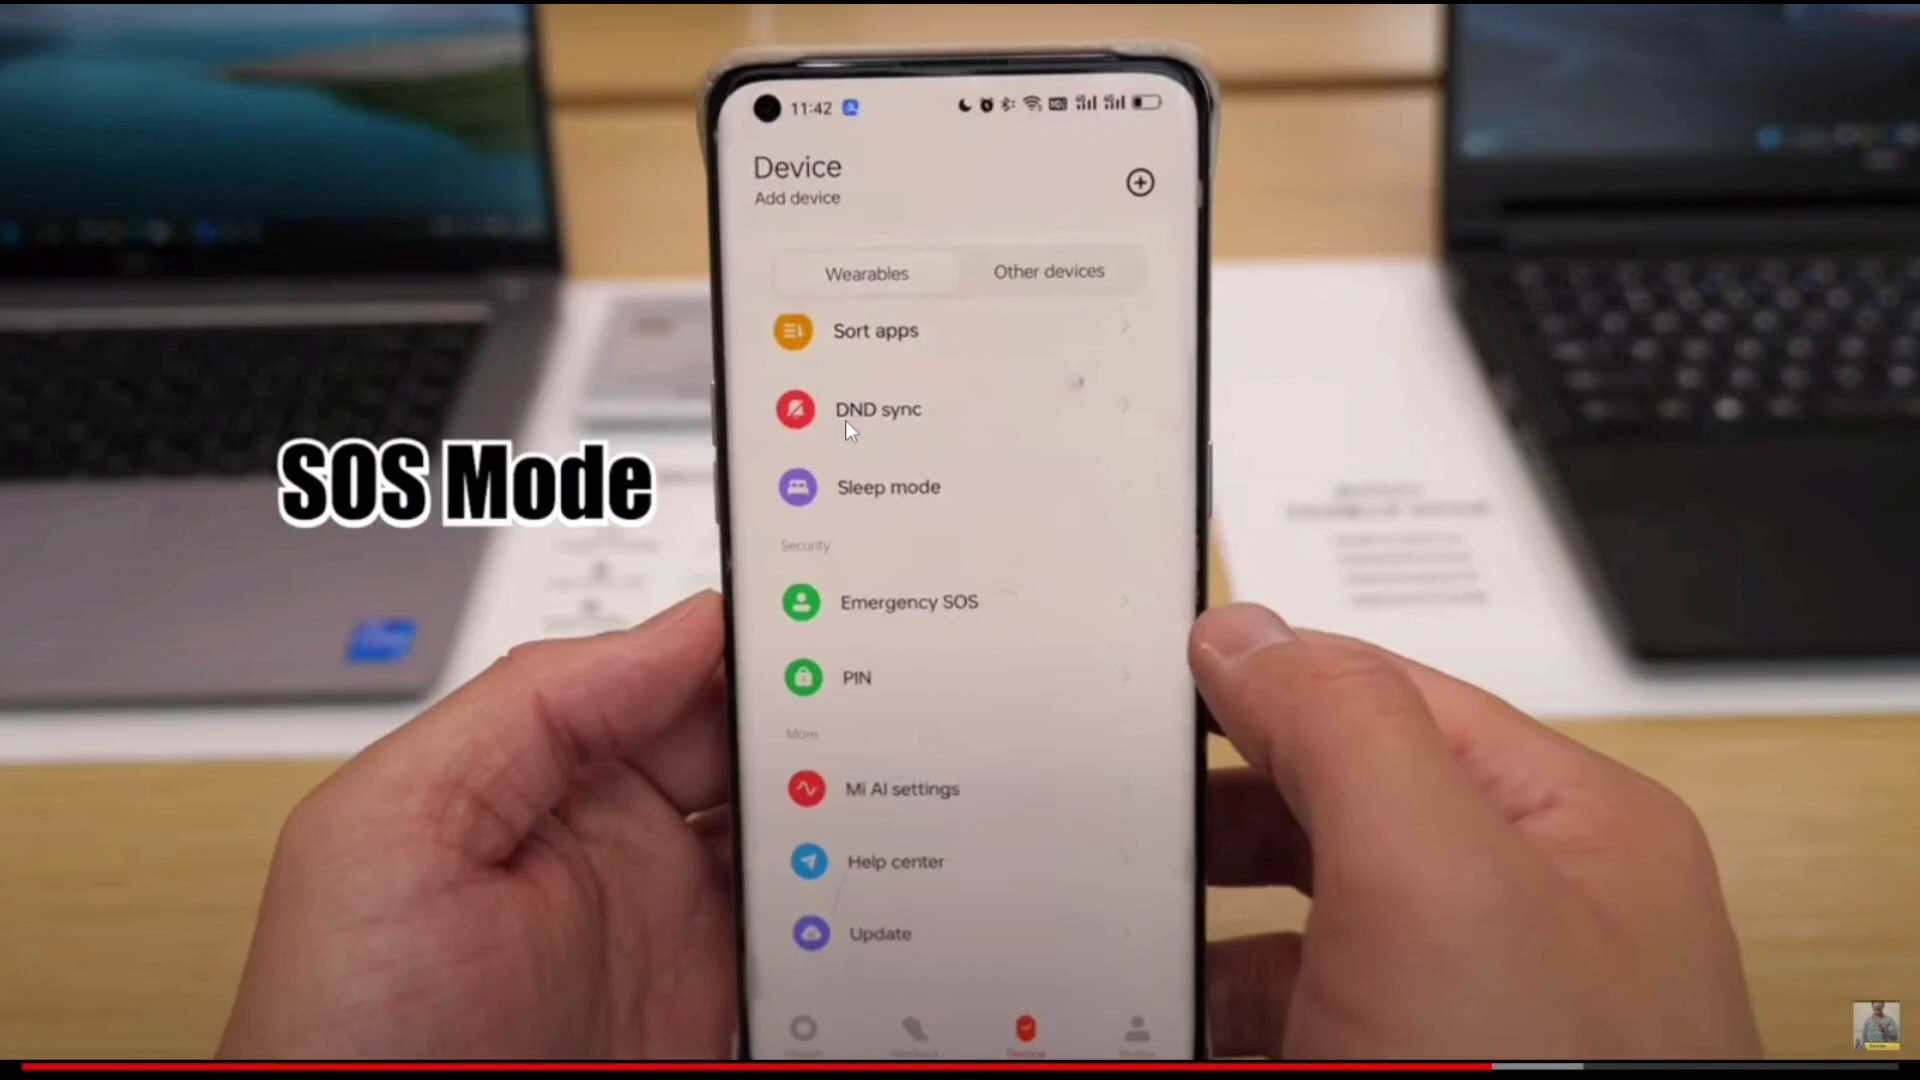 11:42
Device
Add device
Wearables
Other devices
Sort apps
DND sync
SOS Mode
Sleep mode
Security
Emergency SOS
PIN
More
Mi AI settings
Help center
Update
Device